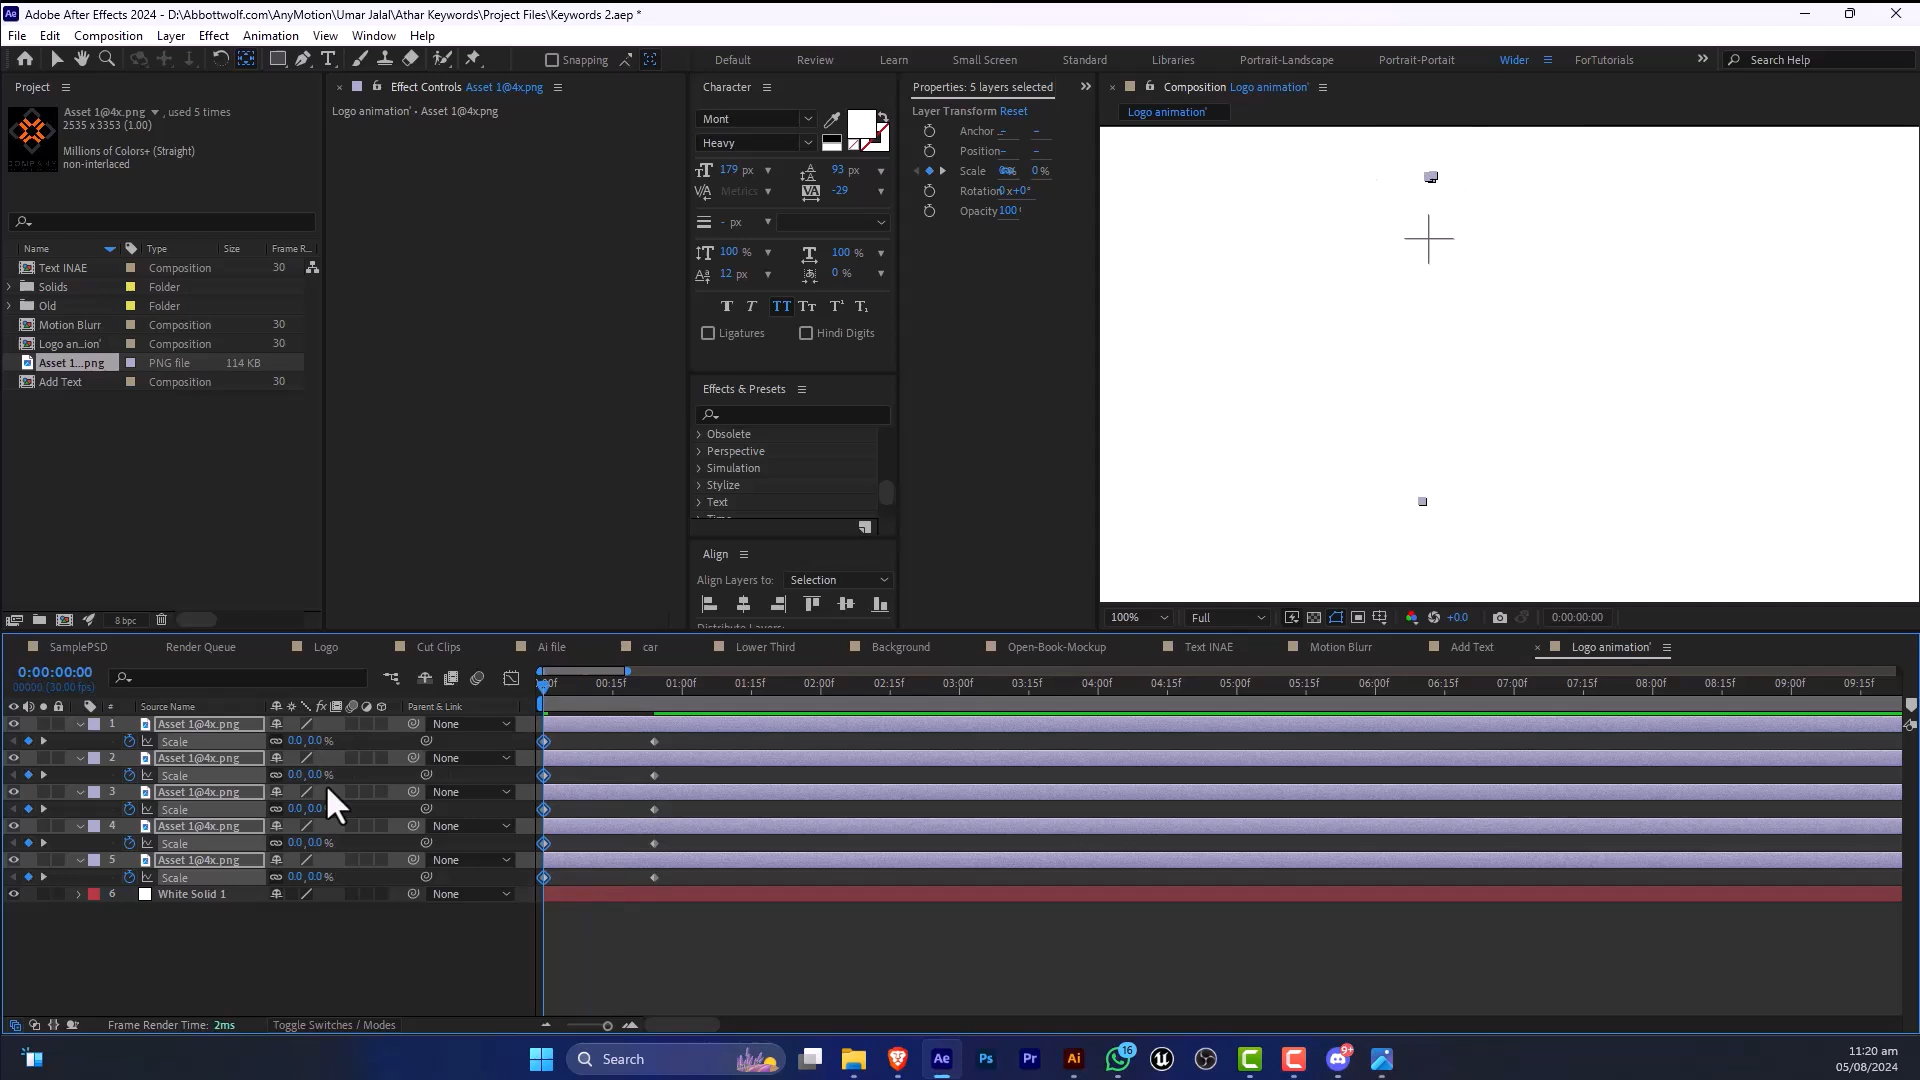 Adobe After Effects 2024 - D:\Abbottwolf.com\AnyMotion\Umar Jalal\Athar Keywords\Project Files\Keywords 2.aep *
File Edit Composition Layer Effect Animation View Window Help
Snapping Default Review Learn Small Screen Standard Libraries Portrait-Landscape Portrait-Portait Wider ForTutorials Search Help
Project Effect Controls Asset 1@4x.png Character Properties: 5 layers selected Composition Logo animation'
Asset 1@4x.png , used 5 times
2535 x 3353 (1.00)
Millions of Colors+ (Straight)
non-interlaced
Logo animation' • Asset 1@4x.png
Mont
Heavy
179 px 93 px
Metrics -29
- px
100 % 100 %
12 px 0 %
Ligatures Hindi Digits
Layer Transform Reset
Anchor
Position
Scale 0 %
Rotation 0 x+0°
Opacity 100
Logo animation'
Name Type Size Frame R...
Text INAE Composition 30
Solids Folder
Old Folder
Motion Blurr Composition 30
Logo an...ion' Composition 30
Asset 1...png PNG file 114 KB
Add Text Composition 30
8 bpc
Effects & Presets
Obsolete
Perspective
Simulation
Stylize
Text
Align
Align Layers to: Selection
100% Full +0.0 0:00:00:00
SamplePSD Render Queue Logo Cut Clips Ai file car Lower Third Background Open-Book-Mockup Text INAE Motion Blurr Add Text Logo animation'
0:00:00:00
00000 (30.00 fps)
00:15f 01:00f 01:15f 02:00f 02:15f 03:00f 03:15f 04:00f 04:15f 05:00f 05:15f 06:00f 06:15f 07:00f 07:15f 08:00f 08:15f 09:00f 09:15f
# Source Name Parent & Link
1 Asset 1@4x.png None
Scale 0.0, 0.0 %
2 Asset 1@4x.png None
Scale 0.0, 0.0 %
3 Asset 1@4x.png None
Scale 0.0, 0.0
4 Asset 1@4x.png None
Scale 0.0, 0.0 %
5 Asset 1@4x.png None
Scale 0.0, 0.0 %
6 White Solid 1 None
Frame Render Time: 2ms Toggle Switches / Modes
Search
16
9+
11:20 am
05/08/2024